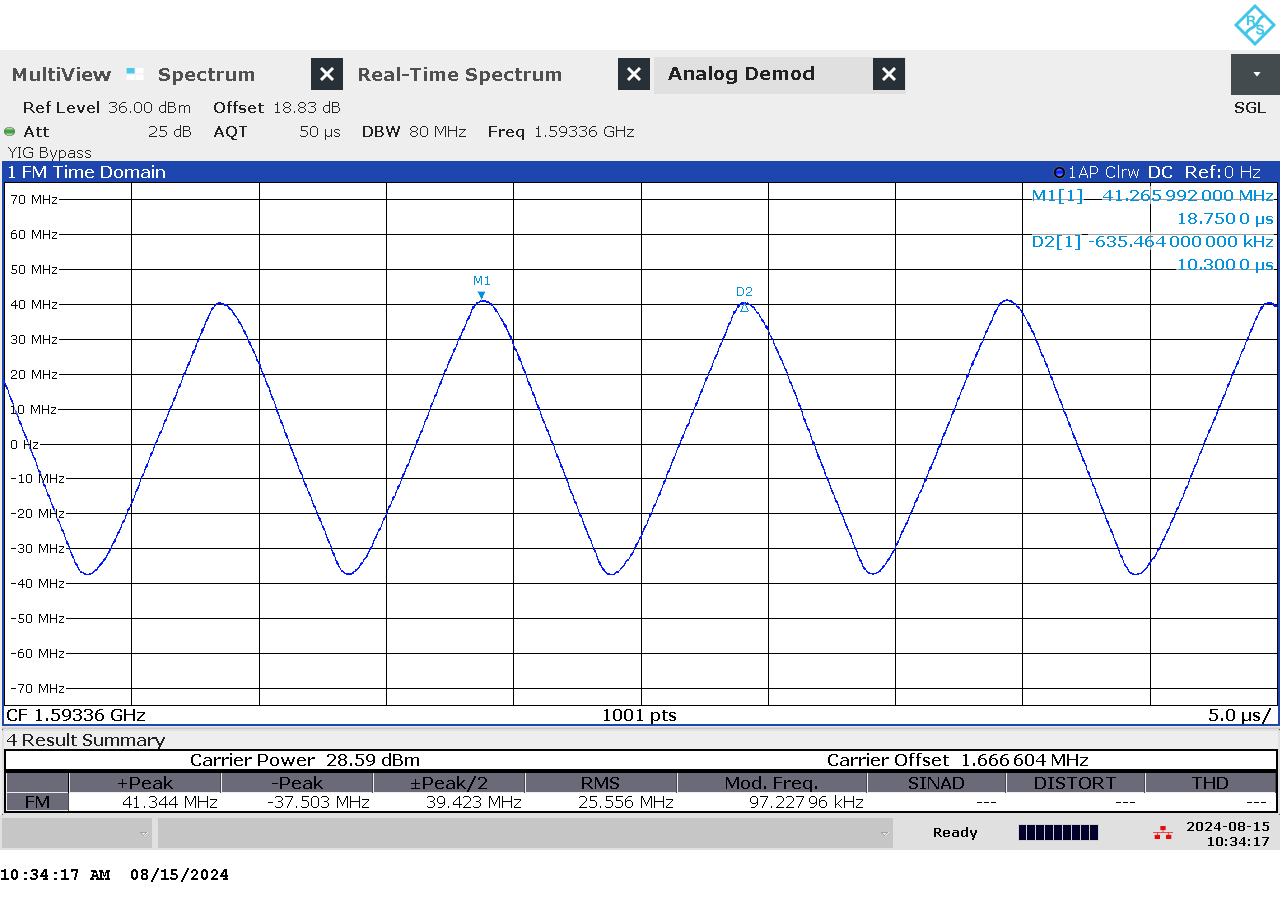 R/S
MultiView Spectrum Real-Time Spectrum Analog Demod
Ref Level 36.00 dBm Offset 18.83 dB SGL
Att 25 dB AQT 50 µs DBW 80 MHz Freq 1.59336 GHz
YIG Bypass
1 FM Time Domain 1AP Clrw DC Ref:0 Hz
M1[1] 41.265 992 000 MHz
18.750 0 µs
D2[1] -635.464 000 000 kHz
10.300 0 µs
70 MHz
60 MHz
50 MHz
M1
D2
40 MHz
30 MHz
20 MHz
10 MHz
0 Hz
-10 MHz
-20 MHz
-30 MHz
-40 MHz
-50 MHz
-60 MHz
-70 MHz
CF 1.59336 GHz 1001 pts 5.0 µs/
4 Result Summary
Carrier Power 28.59 dBm Carrier Offset 1.666 604 MHz
+Peak -Peak ±Peak/2 RMS Mod. Freq. SINAD DISTORT THD
FM 41.344 MHz -37.503 MHz 39.423 MHz 25.556 MHz 97.227 96 kHz --- --- ---
Ready 2024-08-15
10:34:17
10:34:17 AM 08/15/2024